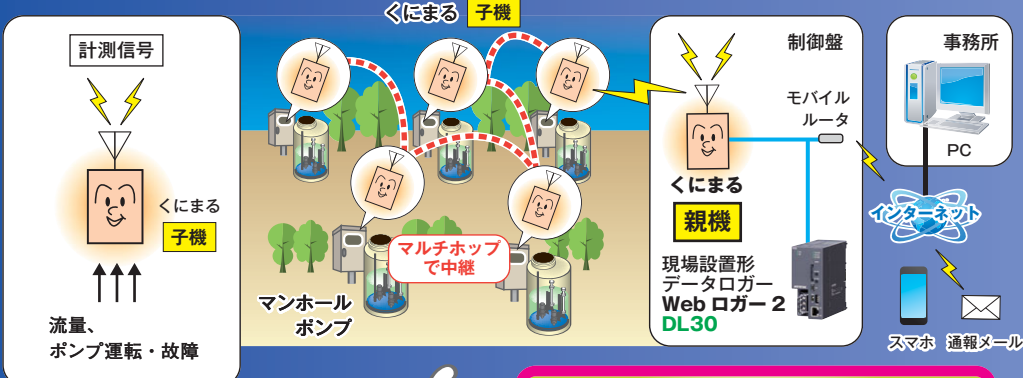 計測信号
くにまる
子機
流量、
ポンプ運転・故障
くにまる 子機
マルチホップ
で中継
マンホール
ポンプ
制御盤
モバイル
ルータ
くにまる
親機
現場設置形
データロガー
Web ロガー 2
DL30
事務所
PC
インターネット
スマホ
通報メール